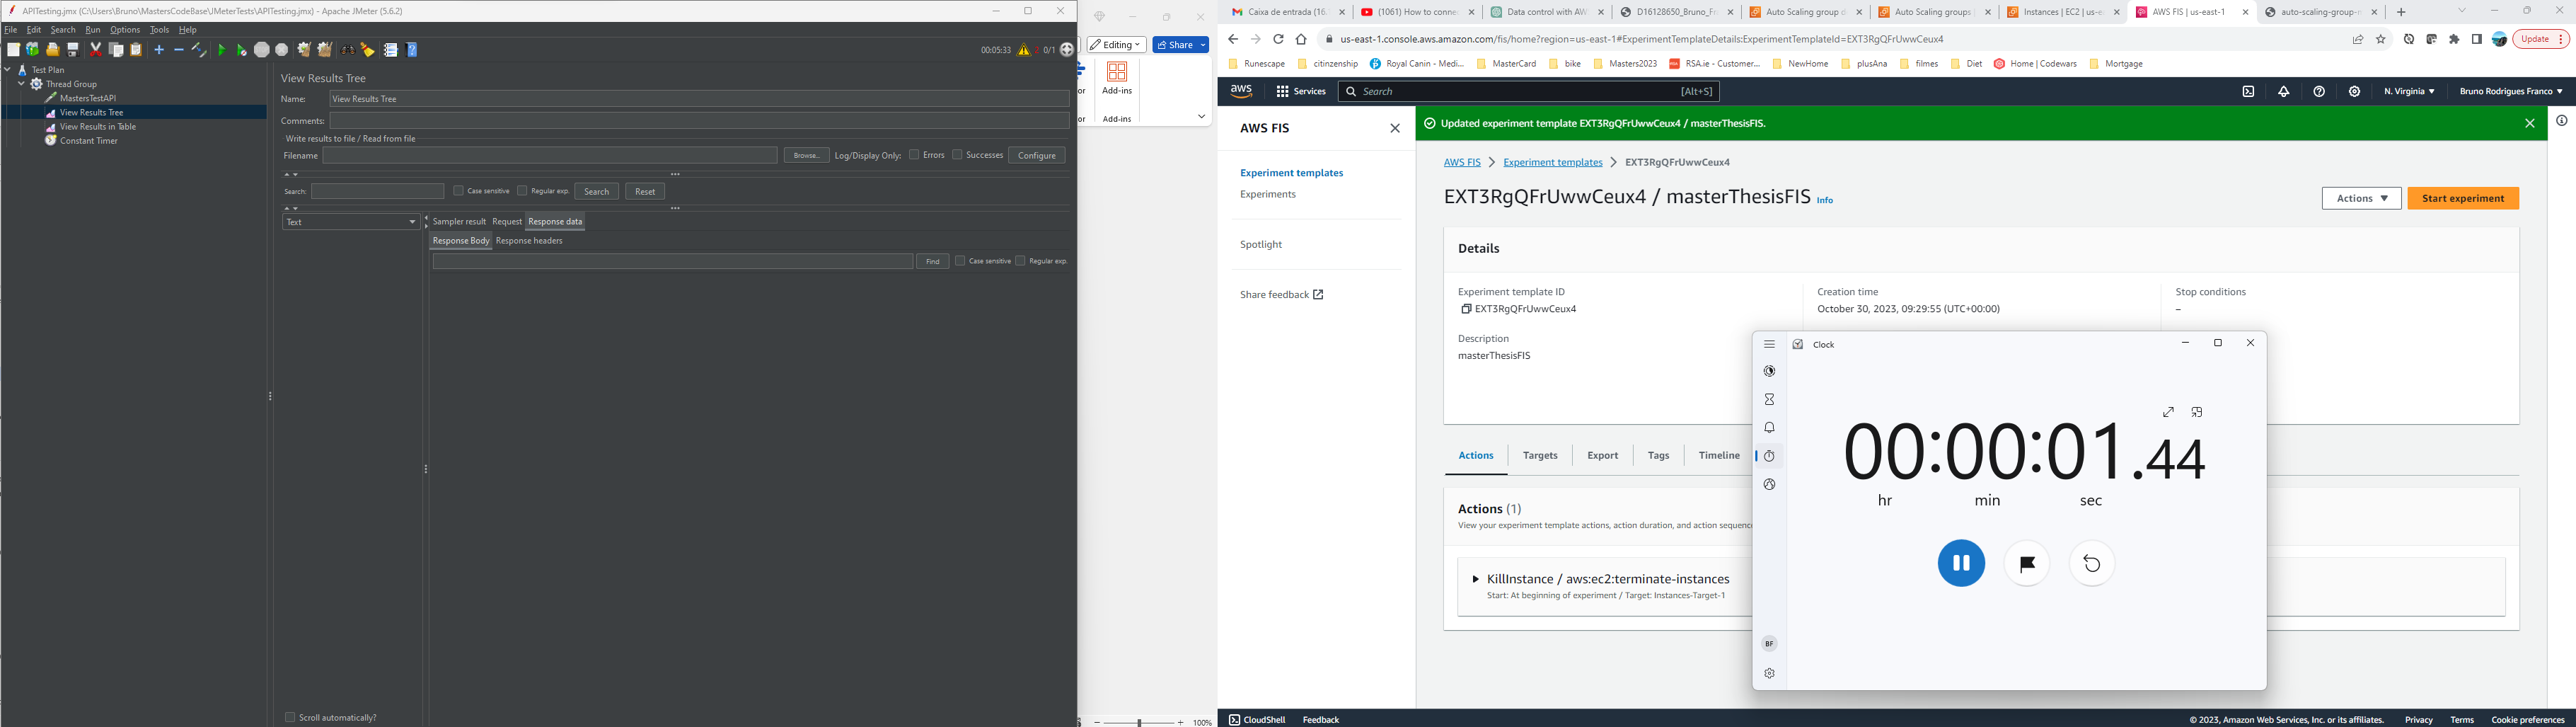 APITesting.jmx (C:\Users\Bruno\MastersCodeBase\JMeterTests\APITesting.jmx) - Apache JMeter (5.6.2)
File Edit Search Run Options Tools Help
00:05:33 0/1
Test Plan
Thread Group
MastersTestAPI
View Results Tree
View Results in Table
Constant Timer
View Results Tree
Name: View Results Tree
Comments:
Write results to file / Read from file
Filename Browse... Log/Display Only: Errors Successes Configure
Search: Case sensitive Regular exp. Search Reset
Text
Sampler result Request Response data
Response Body Response headers
Find Case sensitive Regular exp.
Scroll automatically?
Editing Share
or Add-ins
or Add-ins
100%
Caixa de entrada (16. (1061) How to conne Data control with AW D16128650_Bruno_Fr Auto Scaling group d Auto Scaling groups Instances | EC2 | us-e AWS FIS | us-east-1 auto-scaling-group-n
us-east-1.console.aws.amazon.com/fis/home?region=us-east-1#ExperimentTemplateDetails:ExperimentTemplateId=EXT3RgQFrUwwCeux4
Update
Runescape citizenship Royal Canin - Medi... MasterCard bike Masters2023 RSA.ie - Customer... NewHome plusAna filmes Diet Home | Codewars Mortgage
aws Services Search [Alt+S] N. Virginia Bruno Rodrigues Franco
AWS FIS
Experiment templates
Experiments
Spotlight
Share feedback
Updated experiment template EXT3RgQFrUwwCeux4 / masterThesisFIS.
AWS FIS Experiment templates EXT3RgQFrUwwCeux4
EXT3RgQFrUwwCeux4 / masterThesisFIS Info
Actions Start experiment
Details
Experiment template ID
EXT3RgQFrUwwCeux4
Creation time
October 30, 2023, 09:29:55 (UTC+00:00)
Stop conditions
–
Description
masterThesisFIS
Actions Targets Export Tags Timeline
Actions (1)
View your experiment template actions, action duration, and action sequenc
KillInstance / aws:ec2:terminate-instances
Start: At beginning of experiment / Target: Instances-Target-1
Clock
00:00:01.44
hr min sec
BF
CloudShell Feedback © 2023, Amazon Web Services, Inc. or its affiliates. Privacy Terms Cookie preferences